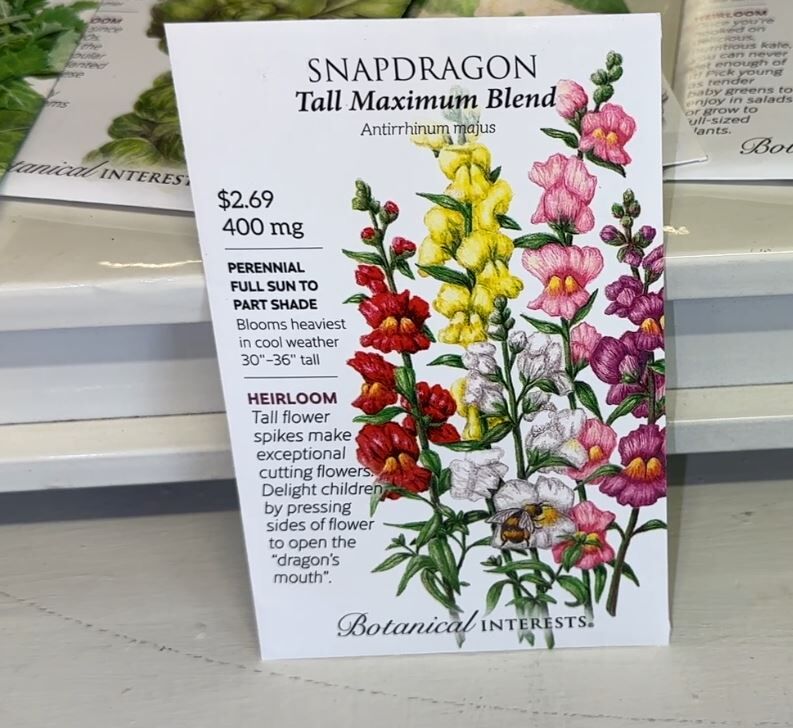 SNAPDRAGON
Tall Maximum Blend
Antirrhinum majus
$2.69
400 mg
PERENNIAL
FULL SUN TO
PART SHADE
Blooms heaviest
in cool weather
30"–36" tall
HEIRLOOM
Tall flower
spikes make
exceptional
cutting flowers.
Delight children
by pressing
sides of flower
to open the
"dragon's
mouth".
Botanical INTERESTS®
HEIRLOOM
you're
kale,
can never
enough of
Pick young
as tender
baby greens to
enjoy in salads
or grow to
full-sized